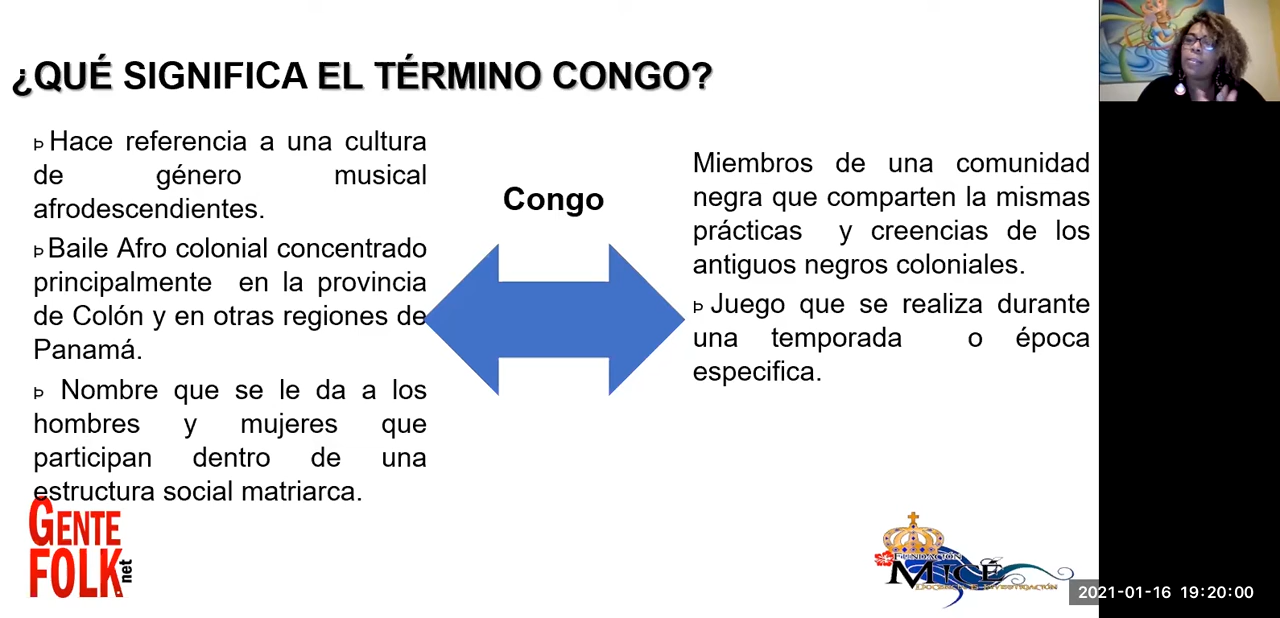 ¿QUÉ SIGNIFICA EL TÉRMINO CONGO?
Þ Hace referencia a una cultura
de género musical
afrodescendientes.
Þ Baile Afro colonial concentrado
principalmente en la provincia
de Colón y en otras regiones de
Panamá.
Þ Nombre que se le da a los
hombres y mujeres que
participan dentro de una
estructura social matriarca.
Congo
Miembros de una comunidad
negra que comparten la mismas
prácticas y creencias de los
antiguos negros coloniales.
Þ Juego que se realiza durante
una temporada o época
especifica.
GENTE
FOLK.net
FUNDACIÓN
MICÉ
DOCENCIA E INVESTIGACIÓN
2021-01-16 19:20:00